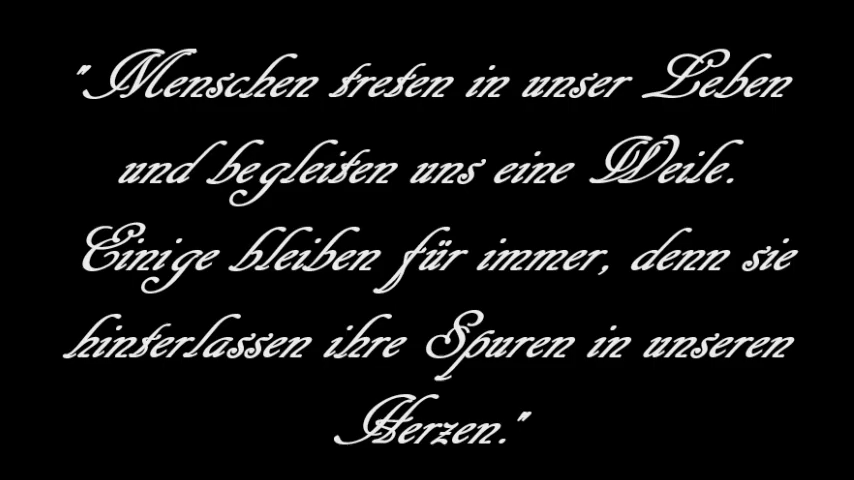 "Menschen treten in unser Leben
und begleiten uns eine Weile.
Einige bleiben für immer, denn sie
hinterlassen ihre Spuren in unseren
Herzen."